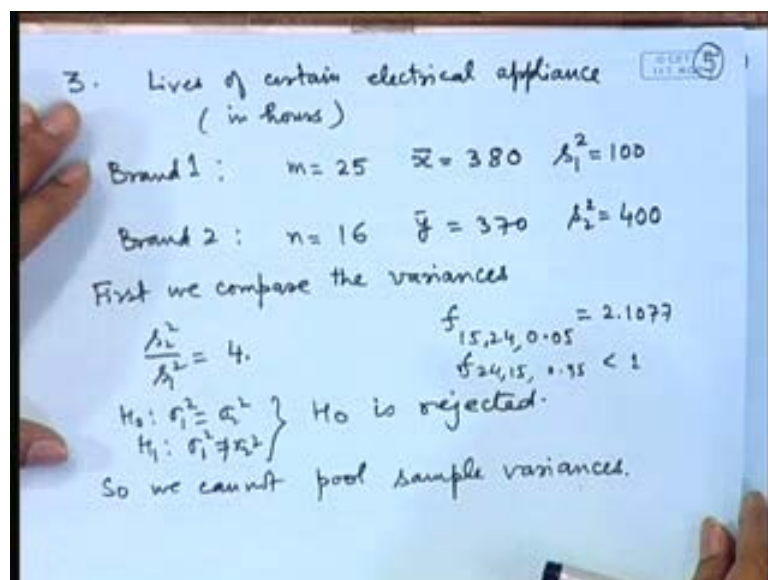 5
3. Lives of certain electrical appliance
(in hours)
Brand 1 : m = 25 x̄ = 380 s₁² = 100
Brand 2 : n = 16 ȳ = 370 s₂² = 400
First we compare the variances
s₂²/s₁² = 4. f₁₅,₂₄,₀.₀₅ = 2.1077
f₂₄,₁₅, ₀.₉₅ < 1
H₀: σ₁² = σ₂² } H₀ is rejected.
H₁: σ₁² ≠ σ₂²
So we cannot pool sample variances.